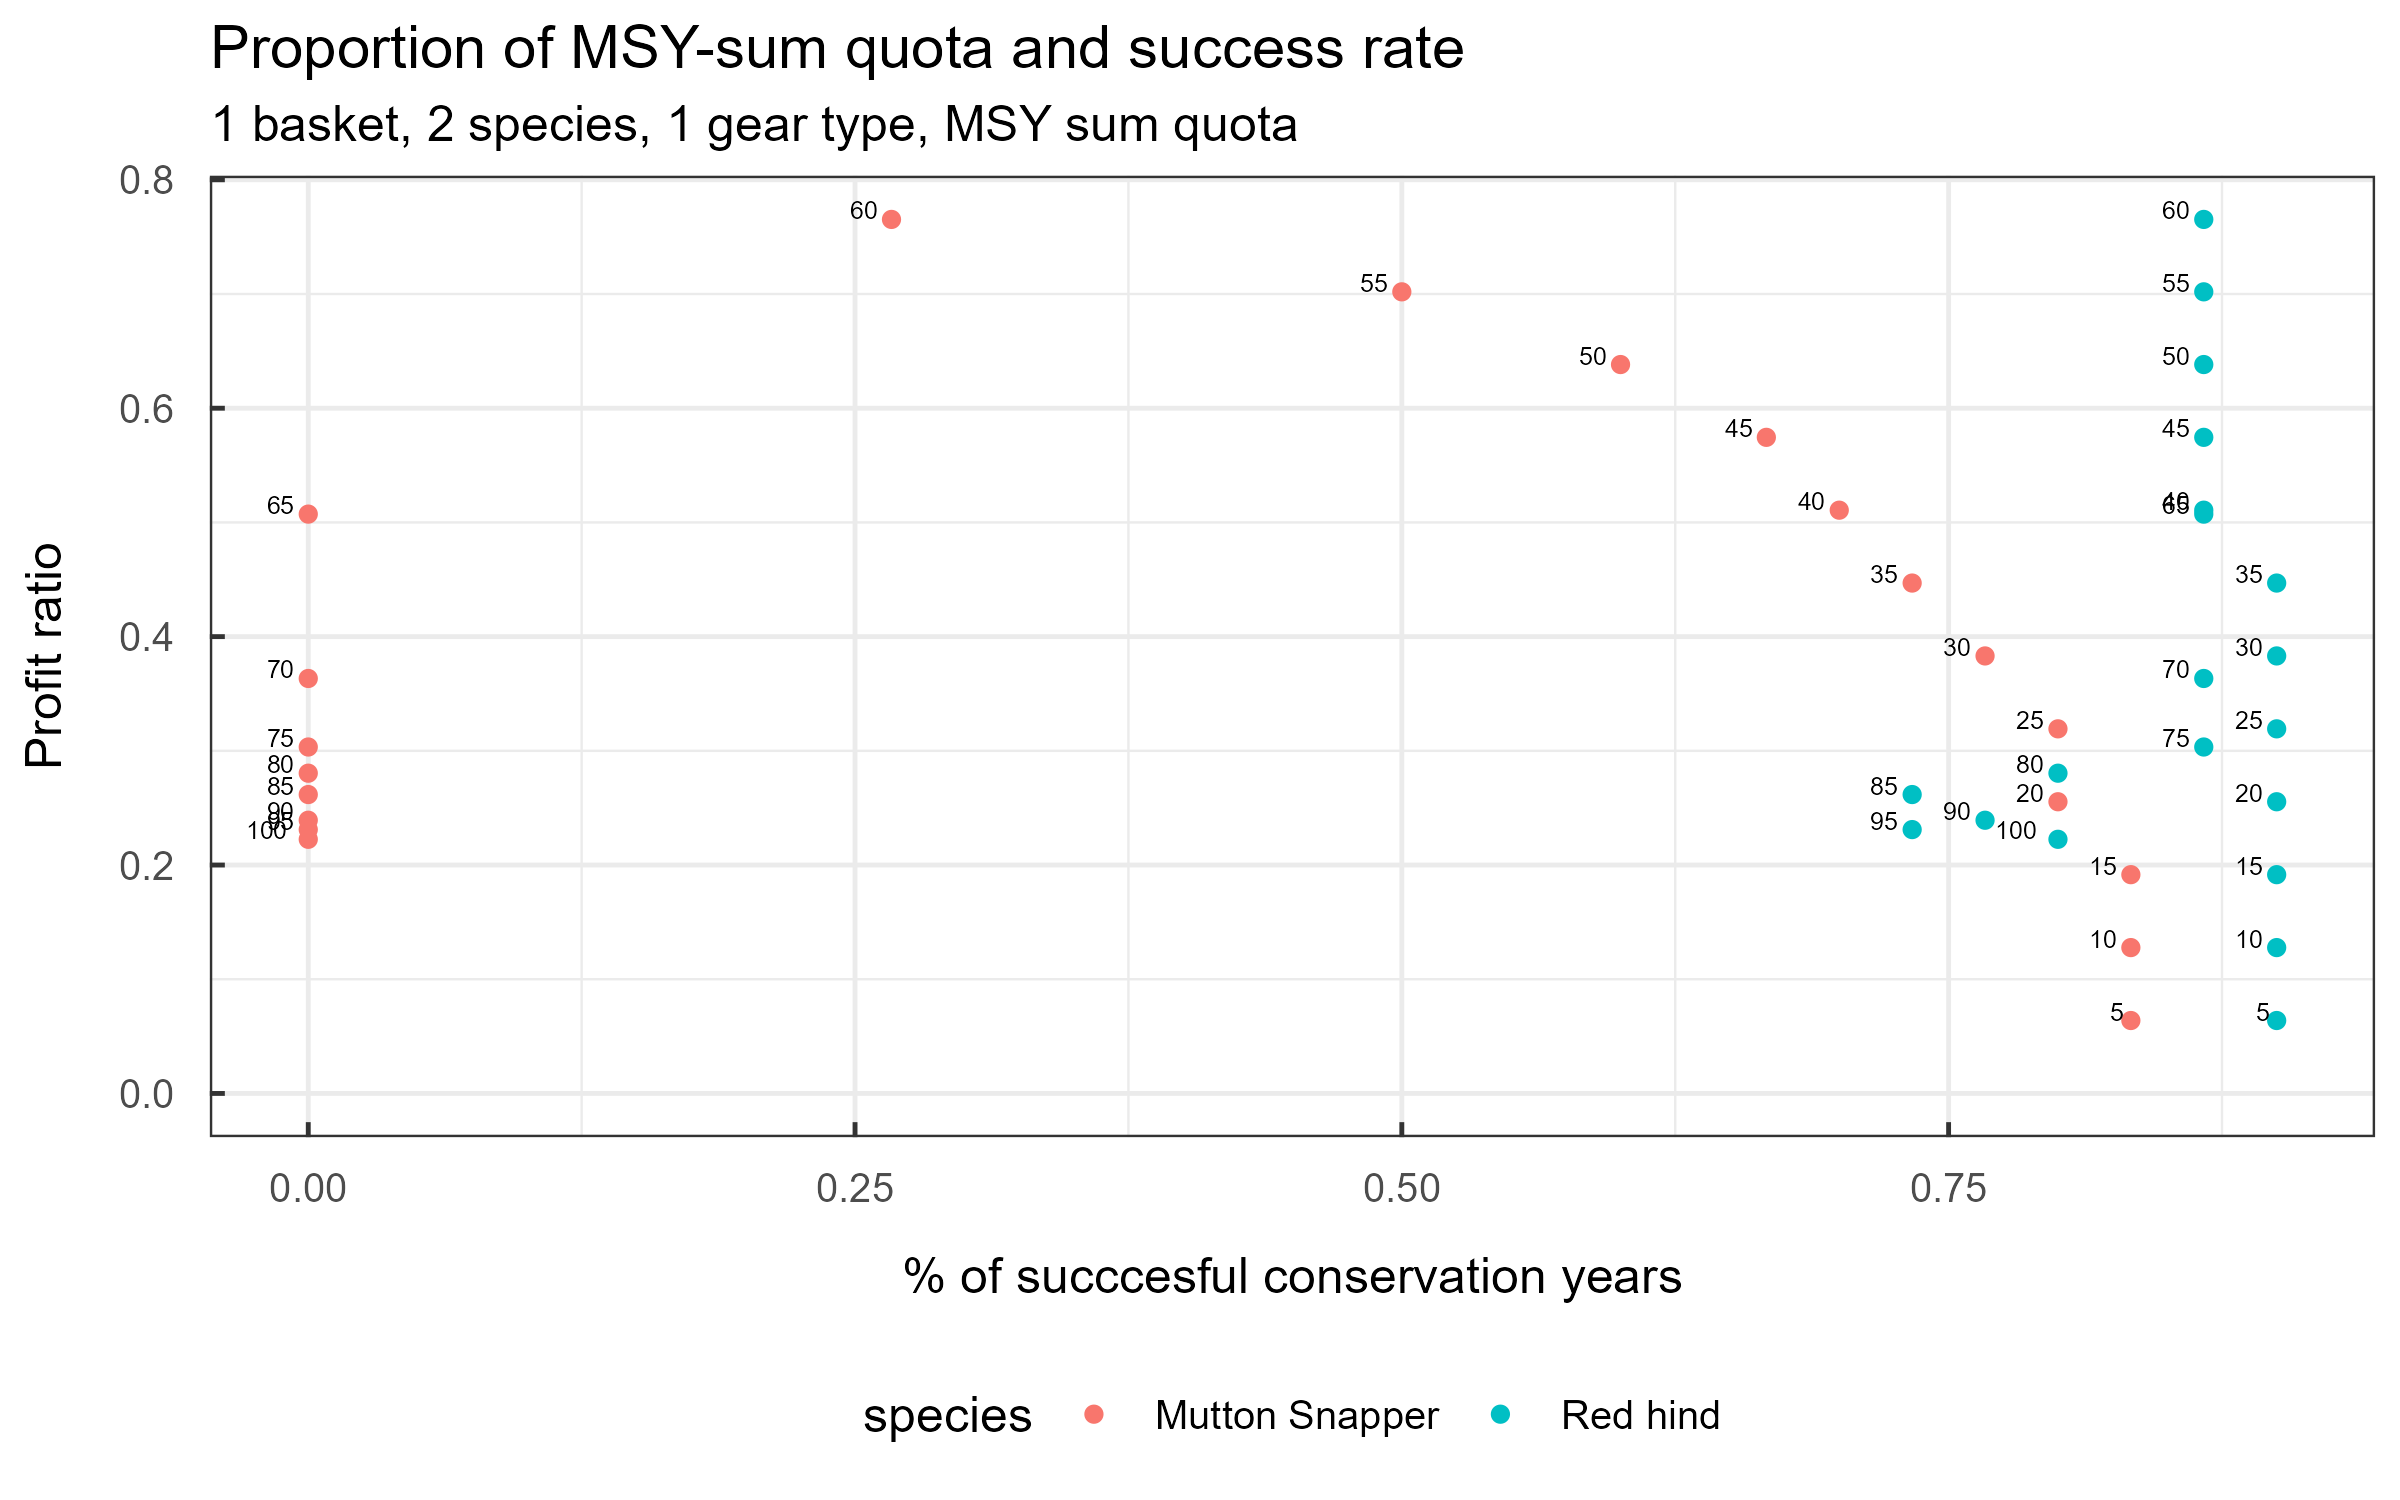 Proportion of MSY-sum quota and success rate
1 basket, 2 species, 1 gear type, MSY sum quota
0.8
60 60
55 55
50 50
0.6
45 45
65 40 40
65
35 35
0.4
30 30
70 70
25 25
75 75
80 80
85 85 20 20
90 90
95 95
100 100
0.2
15 15
10 10
5 5
0.0
Profit ratio
0.00 0.25 0.50 0.75
% of succcesful conservation years
species Mutton Snapper Red hind